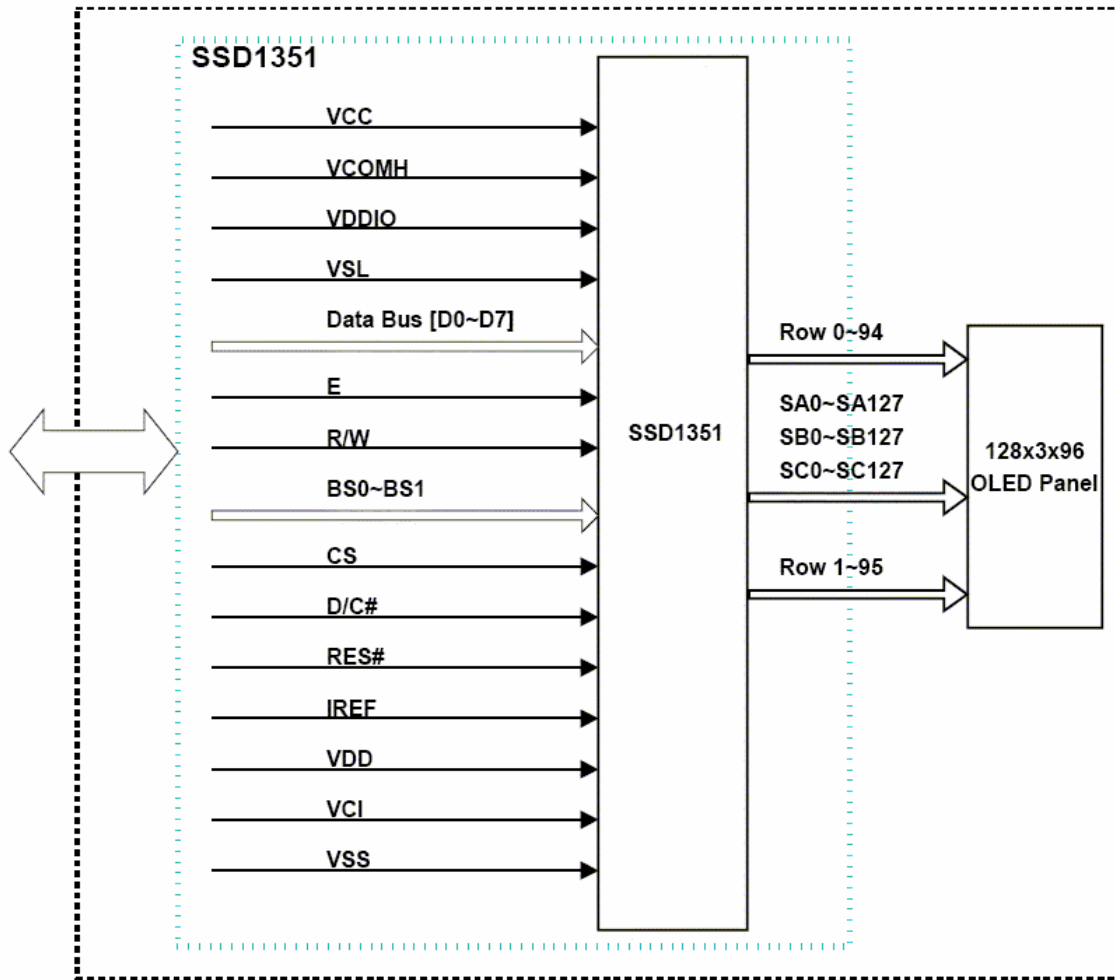 SSD1351
VCC
VCOMH
VDDIO
VSL
Data Bus [D0~D7]
E
R/W
BS0~BS1
CS
D/C#
RES#
IREF
VDD
VCI
VSS
SSD1351
Row 0~94
SA0~SA127
SB0~SB127
SC0~SC127
Row 1~95
128x3x96
OLED Panel